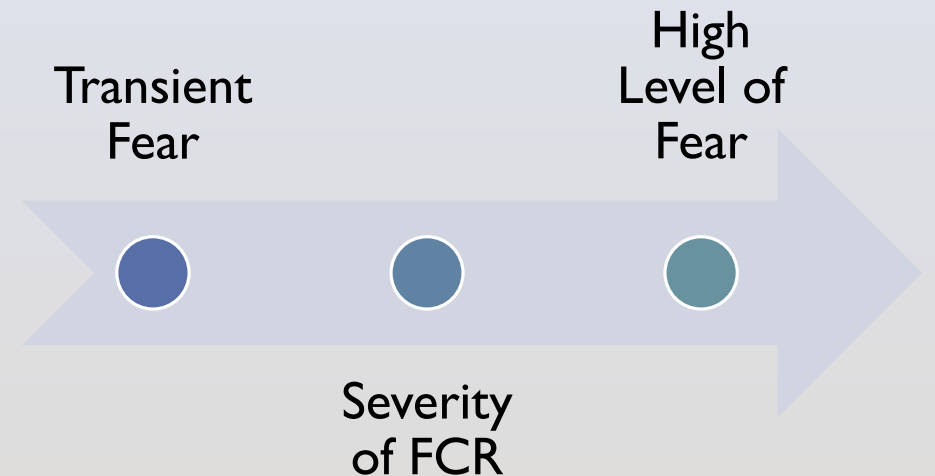 Transient
Fear
Severity
of FCR
High
Level of
Fear